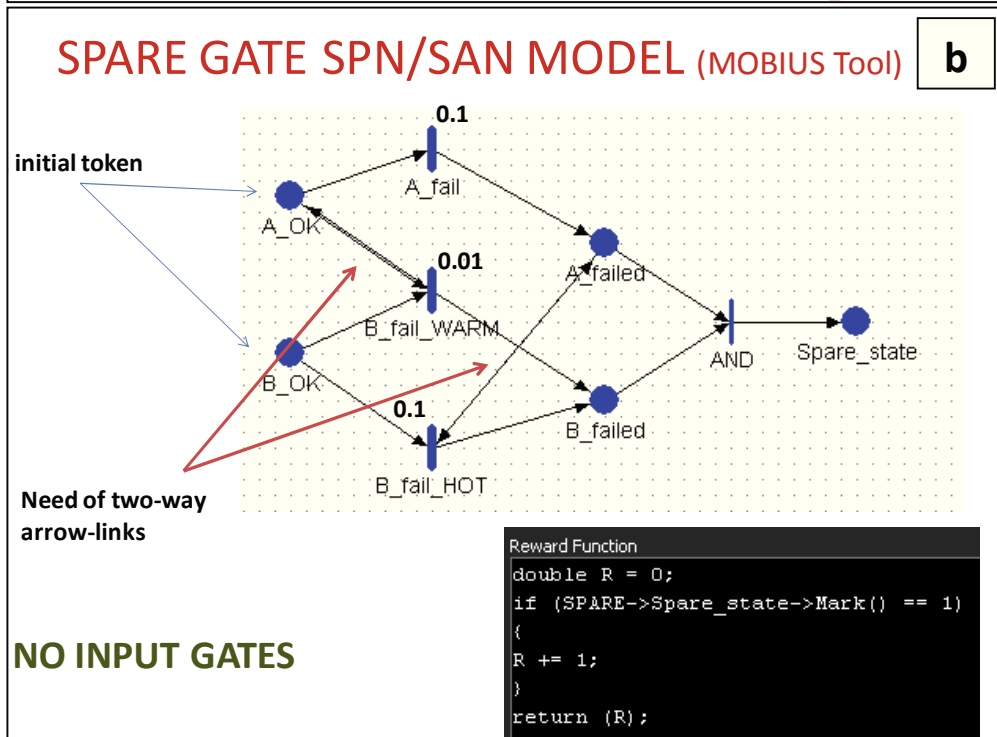 SPARE GATE SPN/SAN MODEL (MOBIUS Tool)
b
0.1
initial token
A_fail
A_OK
0.01
A_failed
B_fail_WARM
AND
Spare_state
B_OK
0.1
B_failed
B_fail_HOT
Need of two-way
arrow-links
Reward Function
double R = 0;
if (SPARE->Spare_state->Mark() == 1)
{
R += 1;
}
return (R);
NO INPUT GATES